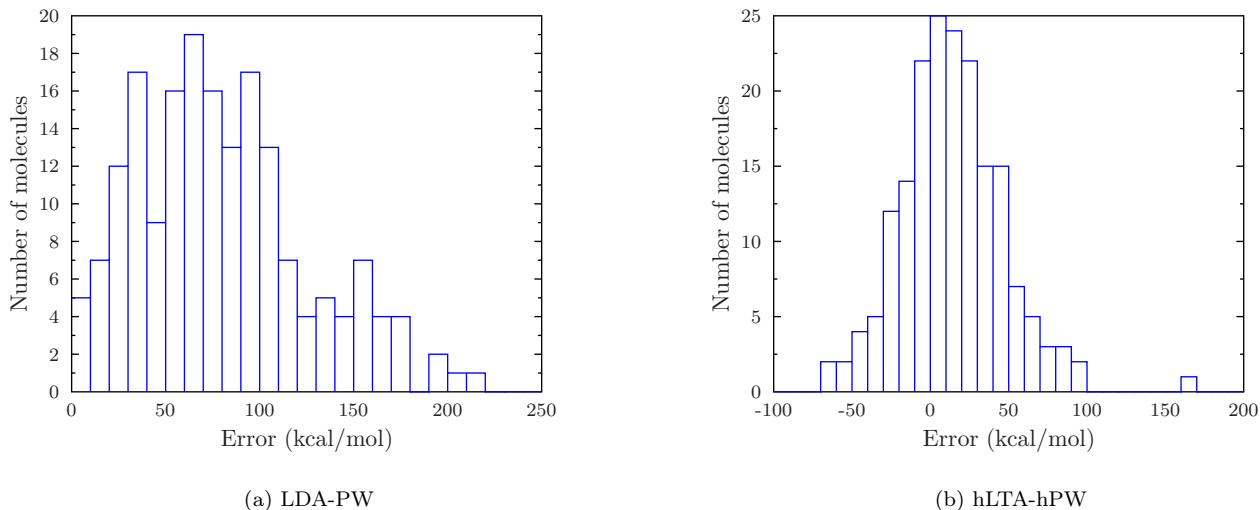 20
18
16
14
12
10
8
6
4
2
0
Number of molecules
0 50 100 150 200 250
Error (kcal/mol)
(a) LDA-PW
25
20
15
10
5
0
Number of molecules
-100 -50 0 50 100 150 200
Error (kcal/mol)
(b) hLTA-hPW